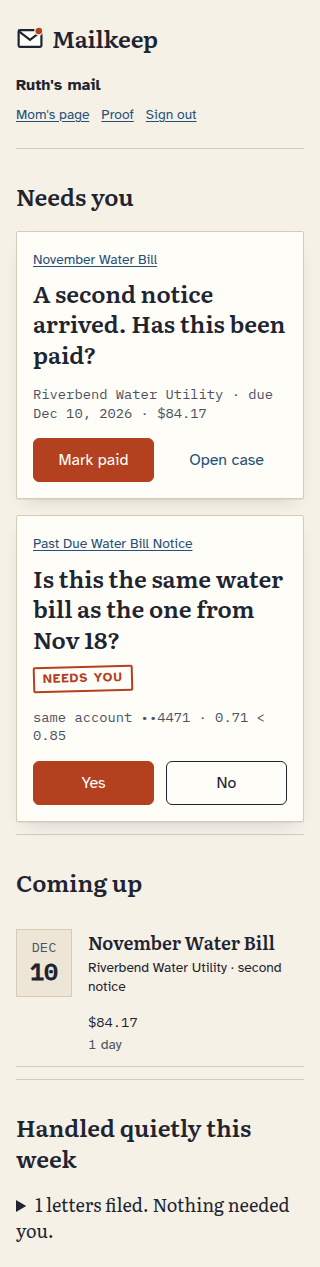 Mailkeep
Ruth's mail
Mom's page Proof Sign out
Needs you
November Water Bill
A second notice
arrived. Has this been
paid?
Riverbend Water Utility · due
Dec 10, 2026 · $84.17
Mark paid Open case
Past Due Water Bill Notice
Is this the same water
bill as the one from
Nov 18?
NEEDS YOU
same account ••4471 · 0.71 <
0.85
Yes No
Coming up
DEC
10
November Water Bill
Riverbend Water Utility · second
notice
$84.17
1 day
Handled quietly this
week
1 letters filed. Nothing needed
you.